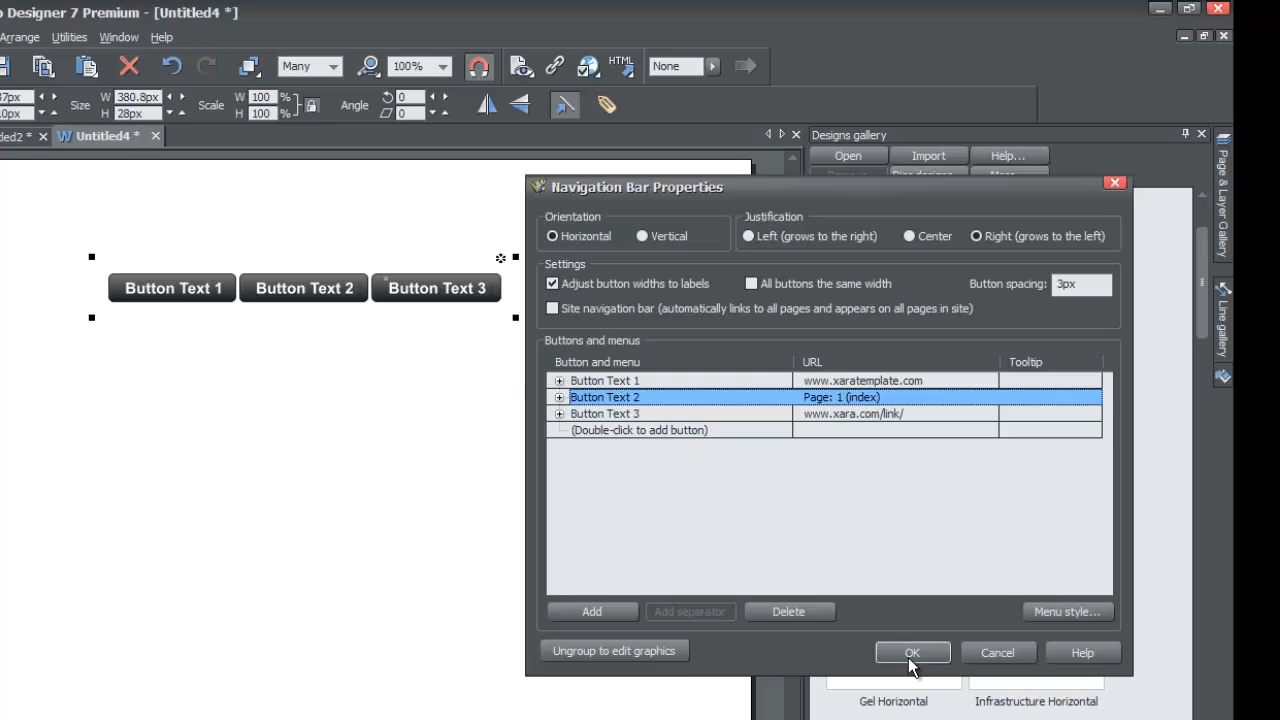 Designer 7 Premium - [Untitled4 *]
Arrange Utilities Window Help
Many 100% HTML None
10px Size W 380.8px H 28px Scale W 100 % H 100 % Angle 0 0
Untitled4 *
Designs gallery
Open Import Help...
Page & Layer Gallery
Line gallery
Button Text 1 Button Text 2 Button Text 3
Navigation Bar Properties
Orientation
Horizontal Vertical
Justification
Left (grows to the right) Center Right (grows to the left)
Settings
Adjust button widths to labels All buttons the same width Button spacing: 3px
Site navigation bar (automatically links to all pages and appears on all pages in site)
Buttons and menus
Button and menu URL Tooltip
Button Text 1 www.xaratemplate.com
Button Text 2 Page: 1 (index)
Button Text 3 www.xara.com/link/
(Double-click to add button)
Add Add separator Delete Menu style...
Ungroup to edit graphics OK Cancel Help
Gel Horizontal Infrastructure Horizontal